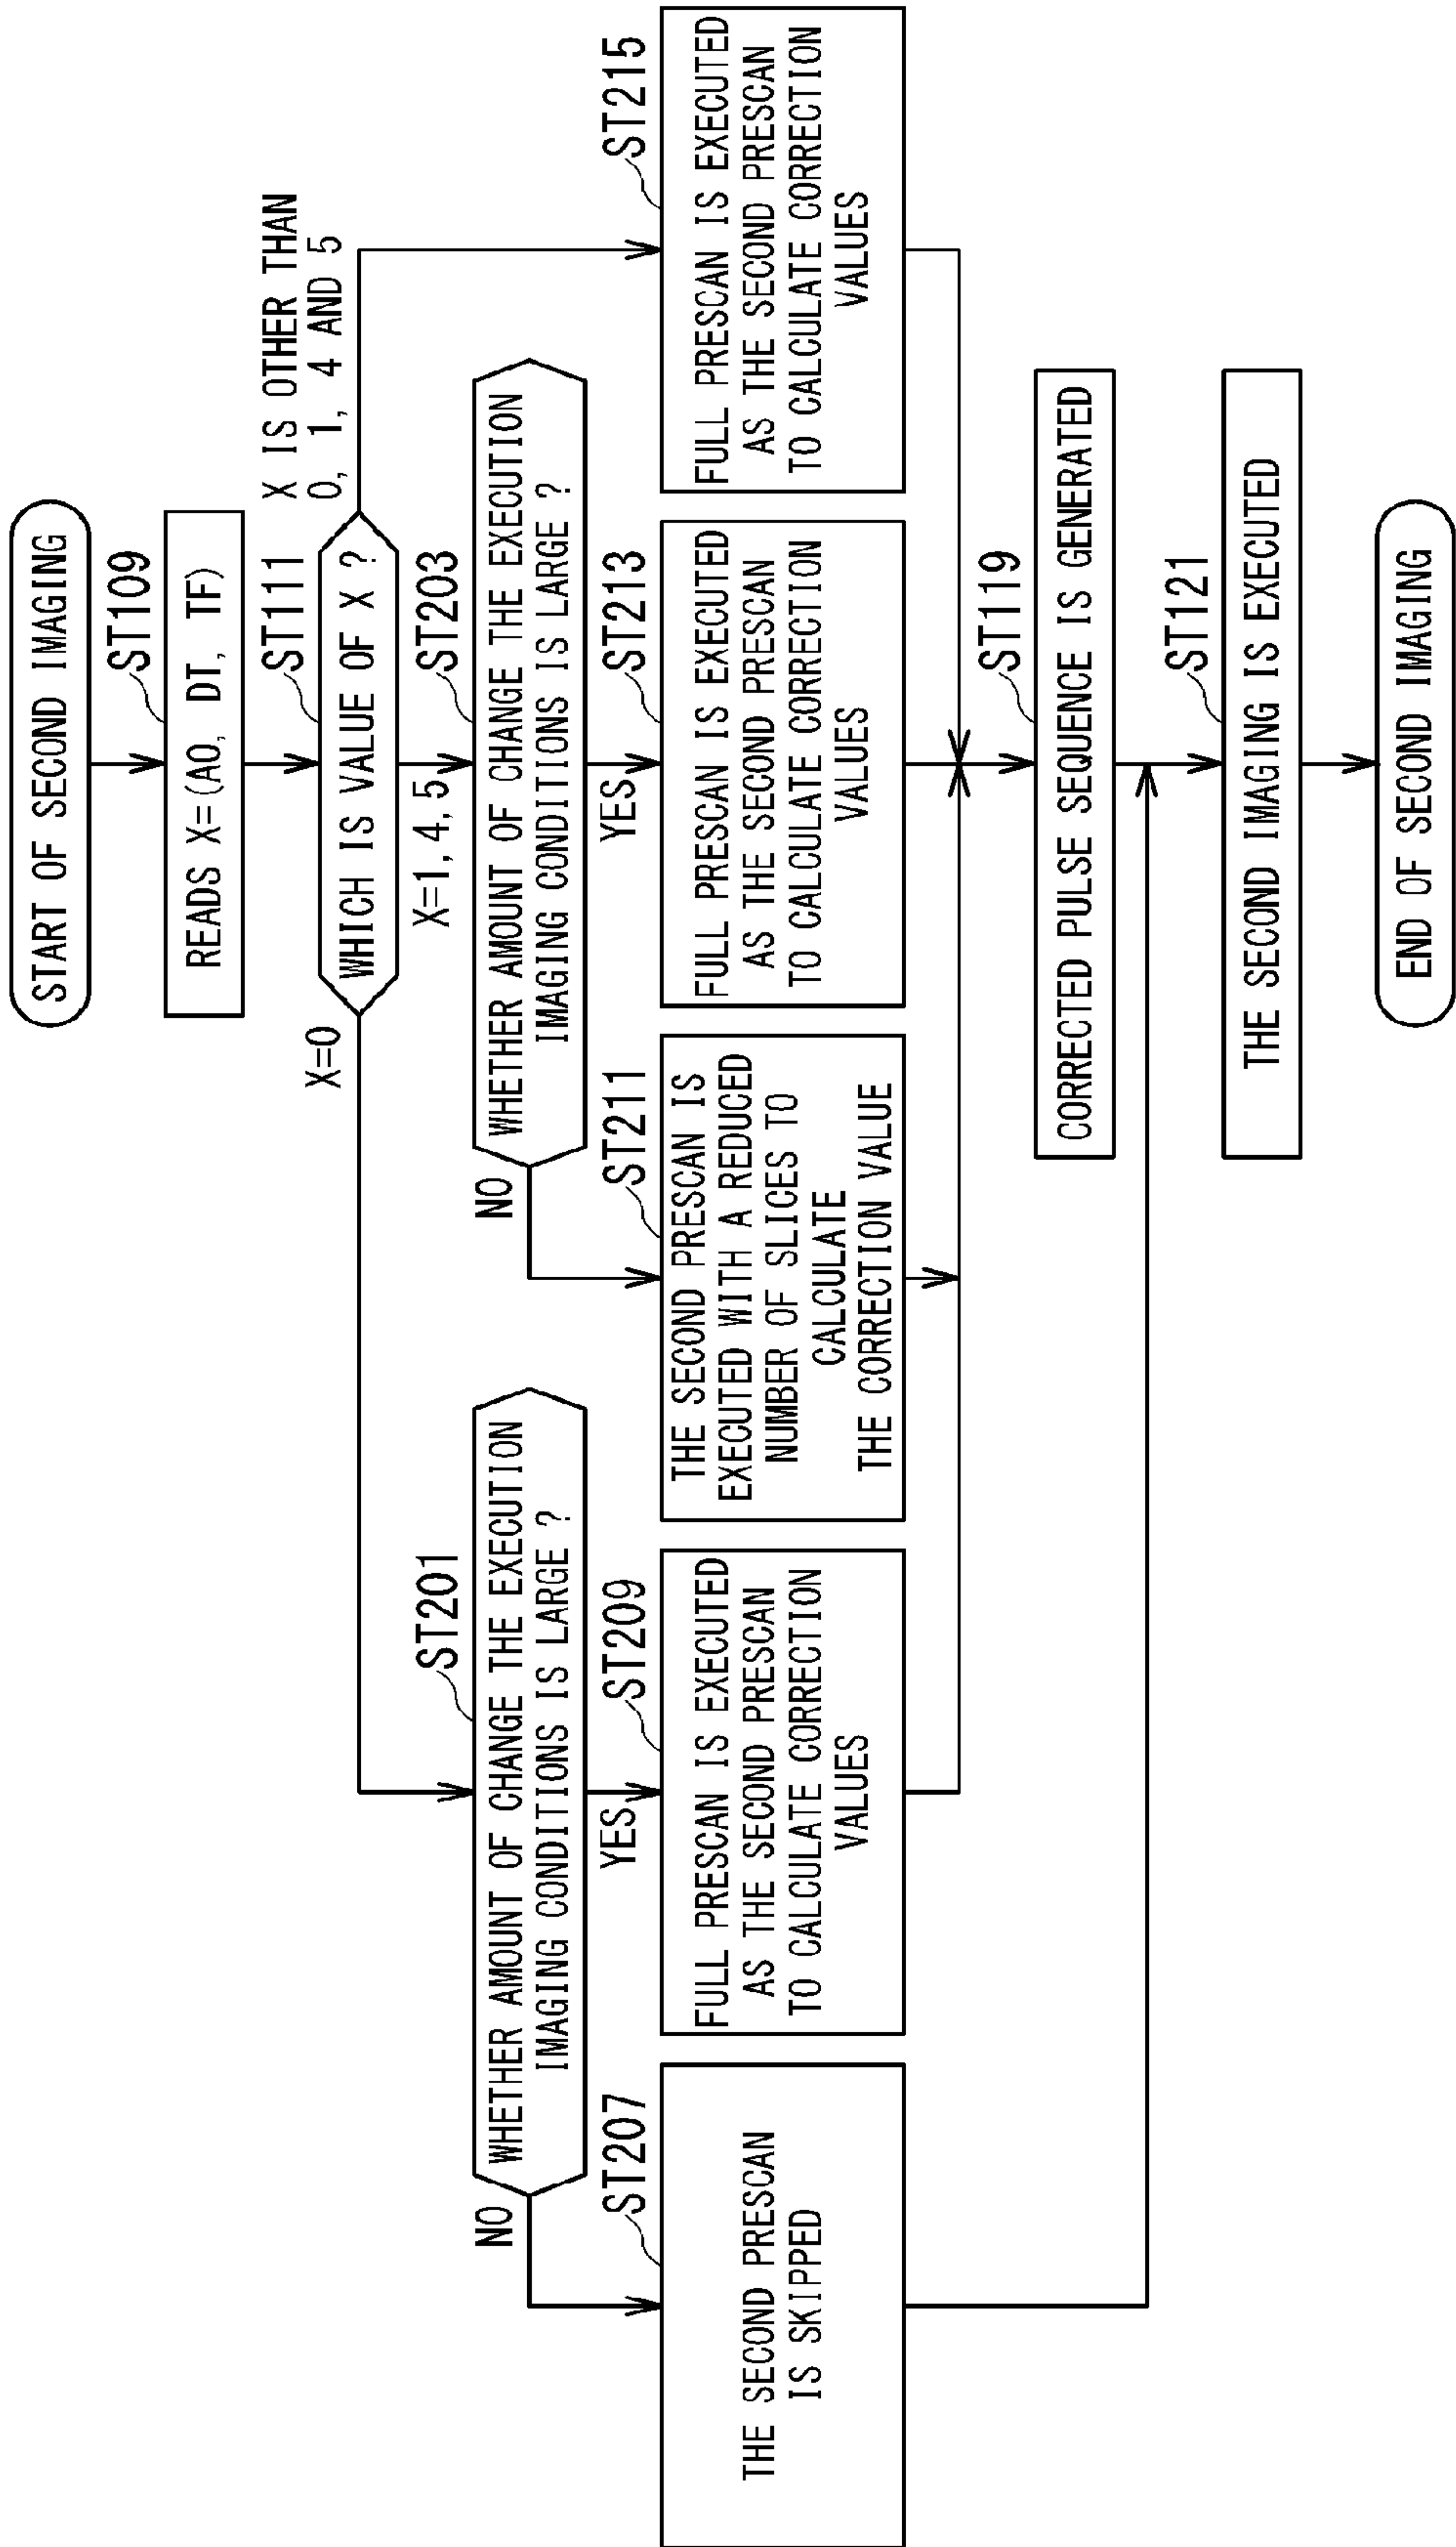 START OF SECOND IMAGING
ST109
READS X=(AO, DT, TF)
ST111
WHICH IS VALUE OF X ?
X=0
X=1, 4, 5
X IS OTHER THAN
0, 1, 4 AND 5
ST201
WHETHER AMOUNT OF CHANGE THE EXECUTION
IMAGING CONDITIONS IS LARGE ?
NO
YES
ST203
WHETHER AMOUNT OF CHANGE THE EXECUTION
IMAGING CONDITIONS IS LARGE ?
NO
YES
ST207
THE SECOND PRESCAN
IS SKIPPED
ST209
FULL PRESCAN IS EXECUTED
AS THE SECOND PRESCAN
TO CALCULATE CORRECTION
VALUES
ST211
THE SECOND PRESCAN IS
EXECUTED WITH A REDUCED
NUMBER OF SLICES TO
CALCULATE
THE CORRECTION VALUE
ST213
FULL PRESCAN IS EXECUTED
AS THE SECOND PRESCAN
TO CALCULATE CORRECTION
VALUES
ST215
FULL PRESCAN IS EXECUTED
AS THE SECOND PRESCAN
TO CALCULATE CORRECTION
VALUES
ST119
CORRECTED PULSE SEQUENCE IS GENERATED
ST121
THE SECOND IMAGING IS EXECUTED
END OF SECOND IMAGING